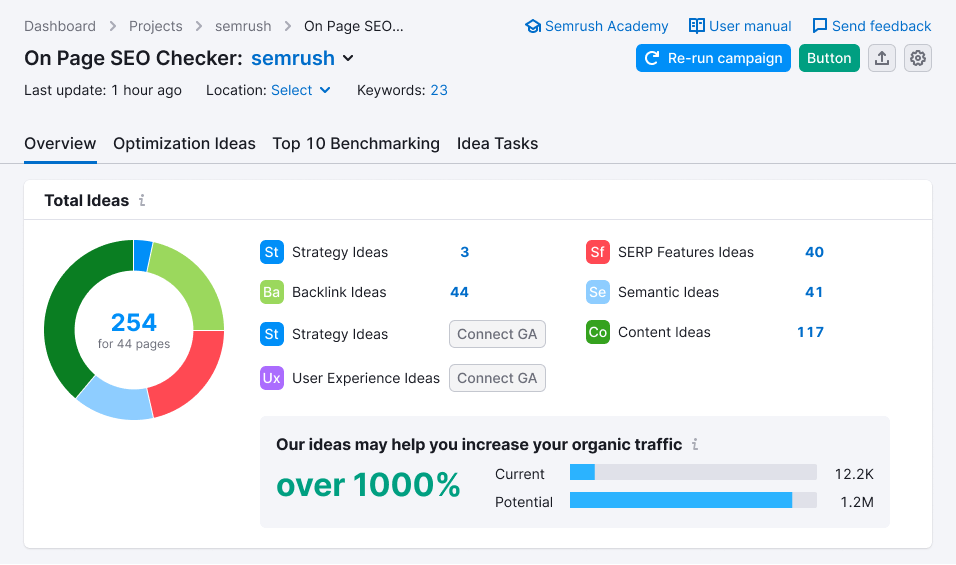 Dashboard > Projects > semrush > On Page SEO...
Semrush Academy User manual Send feedback
On Page SEO Checker: semrush
Re-run campaign Button
Last update: 1 hour ago Location: Select Keywords: 23
Overview Optimization Ideas Top 10 Benchmarking Idea Tasks
Total Ideas i
254
for 44 pages
St Strategy Ideas 3
Ba Backlink Ideas 44
St Strategy Ideas Connect GA
Ux User Experience Ideas Connect GA
Sf SERP Features Ideas 40
Se Semantic Ideas 41
Co Content Ideas 117
Our ideas may help you increase your organic traffic i
over 1000%
Current 12.2K
Potential 1.2M